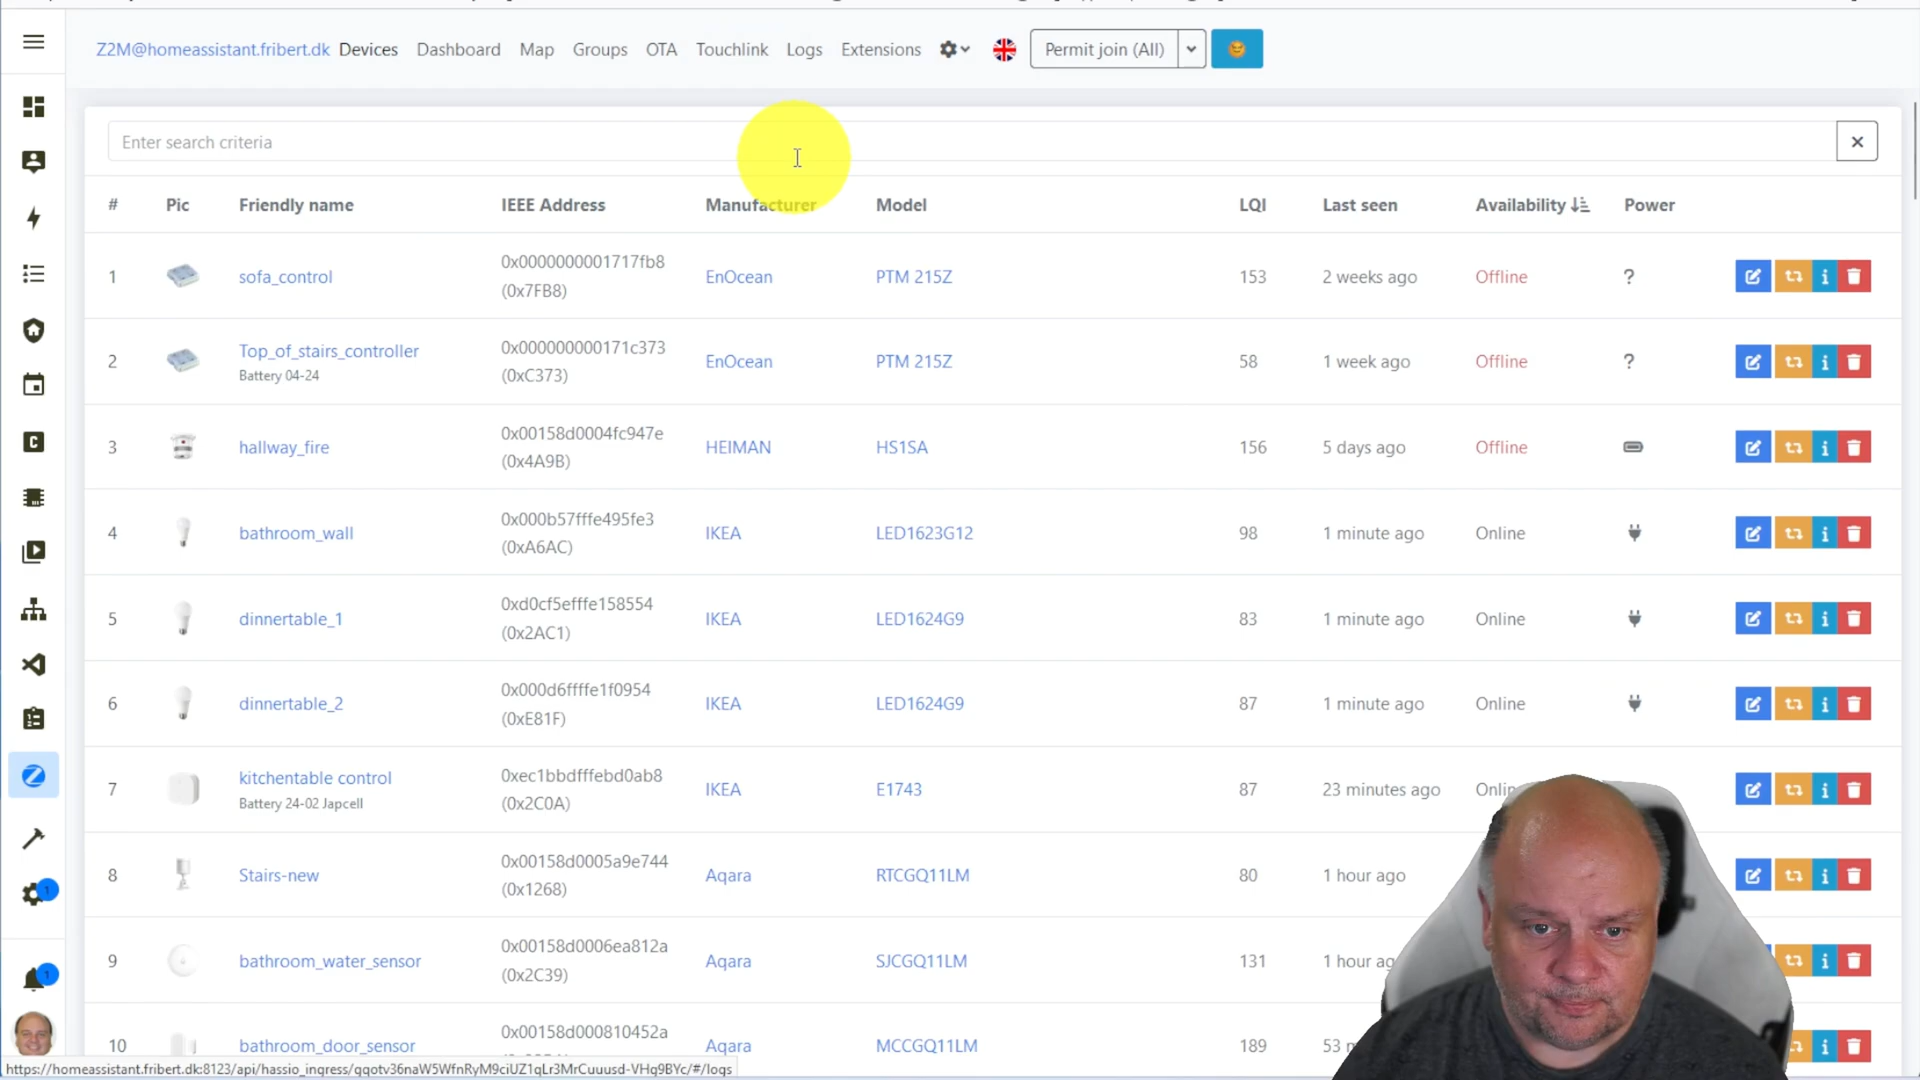 Z2M@homeassistant.fribert.dk Devices Dashboard Map Groups OTA Touchlink Logs Extensions Permit join (All)
Enter search criteria
# Pic Friendly name IEEE Address Manufacturer Model LQI Last seen Availability Power
1 sofa_control 0x0000000001717fb8 (0x7FB8) EnOcean PTM 215Z 153 2 weeks ago Offline ?
2 Top_of_stairs_controller Battery 04-24 0x000000000171c373 (0xC373) EnOcean PTM 215Z 58 1 week ago Offline ?
3 hallway_fire 0x00158d0004fc947e (0x4A9B) HEIMAN HS1SA 156 5 days ago Offline
4 bathroom_wall 0x000b57fffe495fe3 (0xA6AC) IKEA LED1623G12 98 1 minute ago Online
5 dinnertable_1 0xd0cf5efffe158554 (0x2AC1) IKEA LED1624G9 83 1 minute ago Online
6 dinnertable_2 0x000d6ffffe1f0954 (0xE81F) IKEA LED1624G9 87 1 minute ago Online
7 kitchentable control Battery 24-02 Japcell 0xec1bbdfffebd0ab8 (0x2C0A) IKEA E1743 87 23 minutes ago
8 Stairs-new 0x00158d0005a9e744 (0x1268) Aqara RTCGQ11LM 80 1 hour ago
9 bathroom_water_sensor 0x00158d0006ea812a (0x2C39) Aqara SJCGQ11LM 131 1 hour
10 bathroom_door_sensor 0x00158d000810452a Aqara MCCGQ11LM 189 53
https://homeassistant.fribert.dk:8123/api/hassio_ingress/gqotv36naW5WfnRyM9ciUZ1qLr3MrCuuusd-VHg9BYc/#/logs